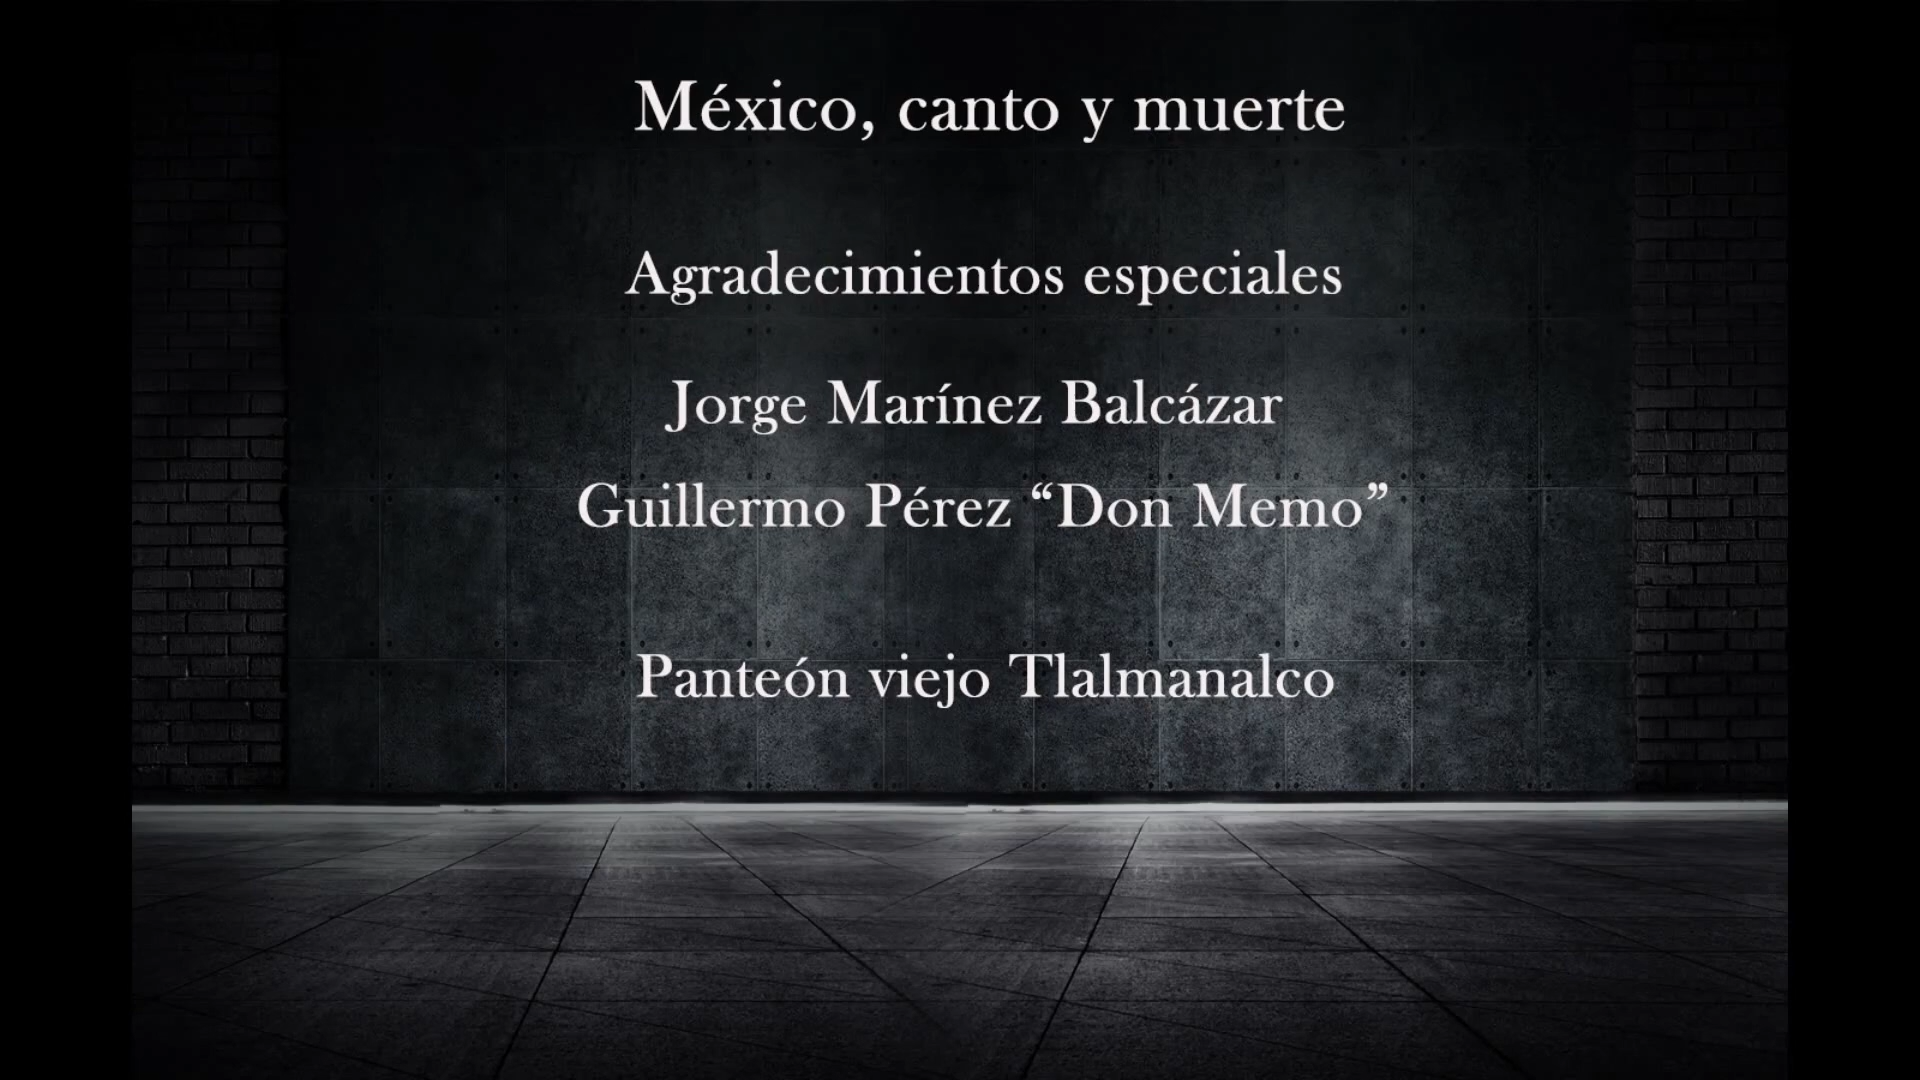 México, canto y muerte
Agradecimientos especiales
Jorge Marínez Balcázar
Guillermo Pérez “Don Memo”
Panteón viejo Tlalmanalco